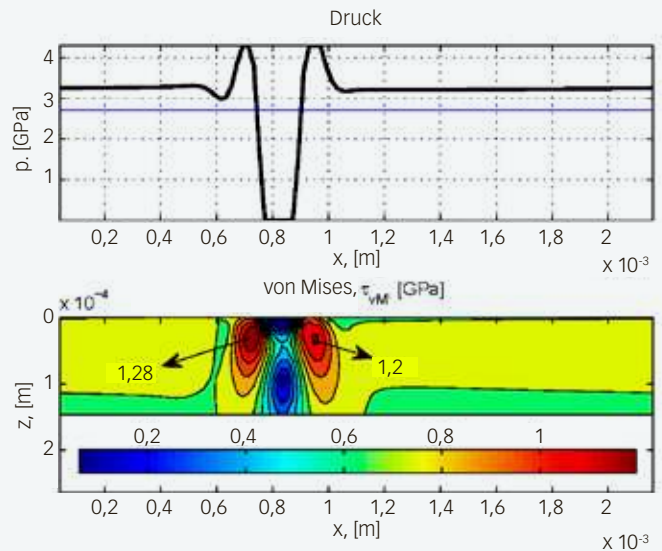 Druck
4
3
2
1
p. [GPa]
0,2 0,4 0,6 0,8 1 1,2 1,4 1,6 1,8 2
x, [m]
x 10⁻³
x 10⁻⁴
von Mises, τvM, [GPa]
0
1
2
z, [m]
1,28
1,2
0,2 0,4 0,6 0,8 1
0,2 0,4 0,6 0,8 1 1,2 1,4 1,6 1,8 2
x, [m]
x 10⁻³